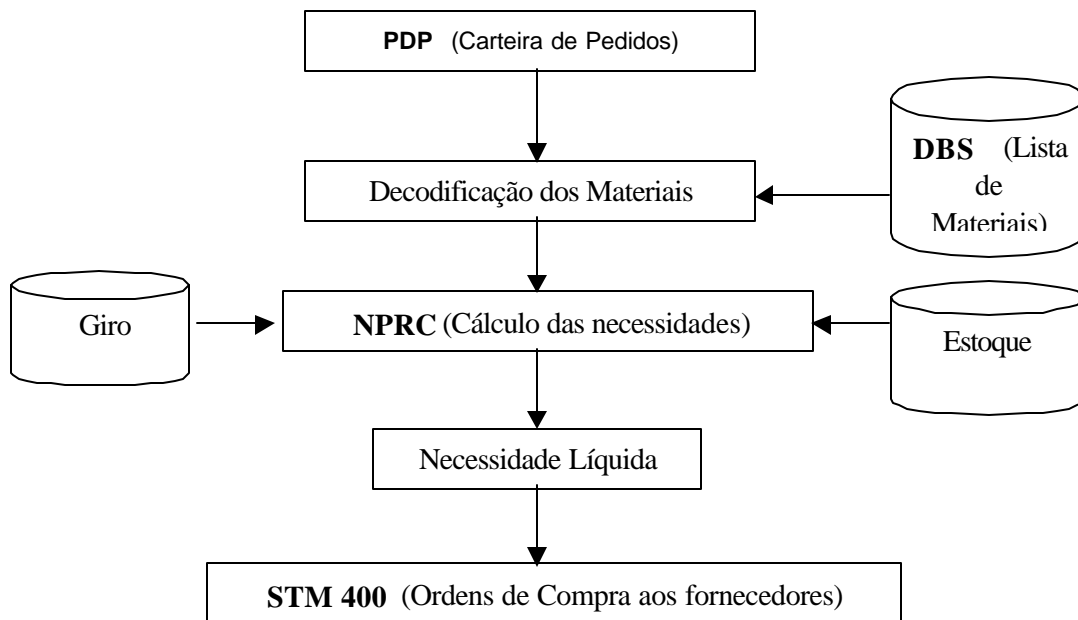 PDP (Carteira de Pedidos)
DBS (Lista
de
Materiais)
Decodificação dos Materiais
Giro
NPRC (Cálculo das necessidades)
Estoque
Necessidade Líquida
STM 400 (Ordens de Compra aos fornecedores)